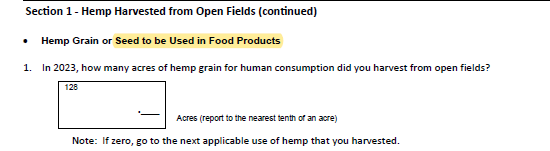 Section 1 - Hemp Harvested from Open Fields (continued)
• Hemp Grain or Seed to be Used in Food Products
1. In 2023, how many acres of hemp grain for human consumption did you harvest from open fields?
128
.__
Acres (report to the nearest tenth of an acre)
Note: If zero, go to the next applicable use of hemp that you harvested.